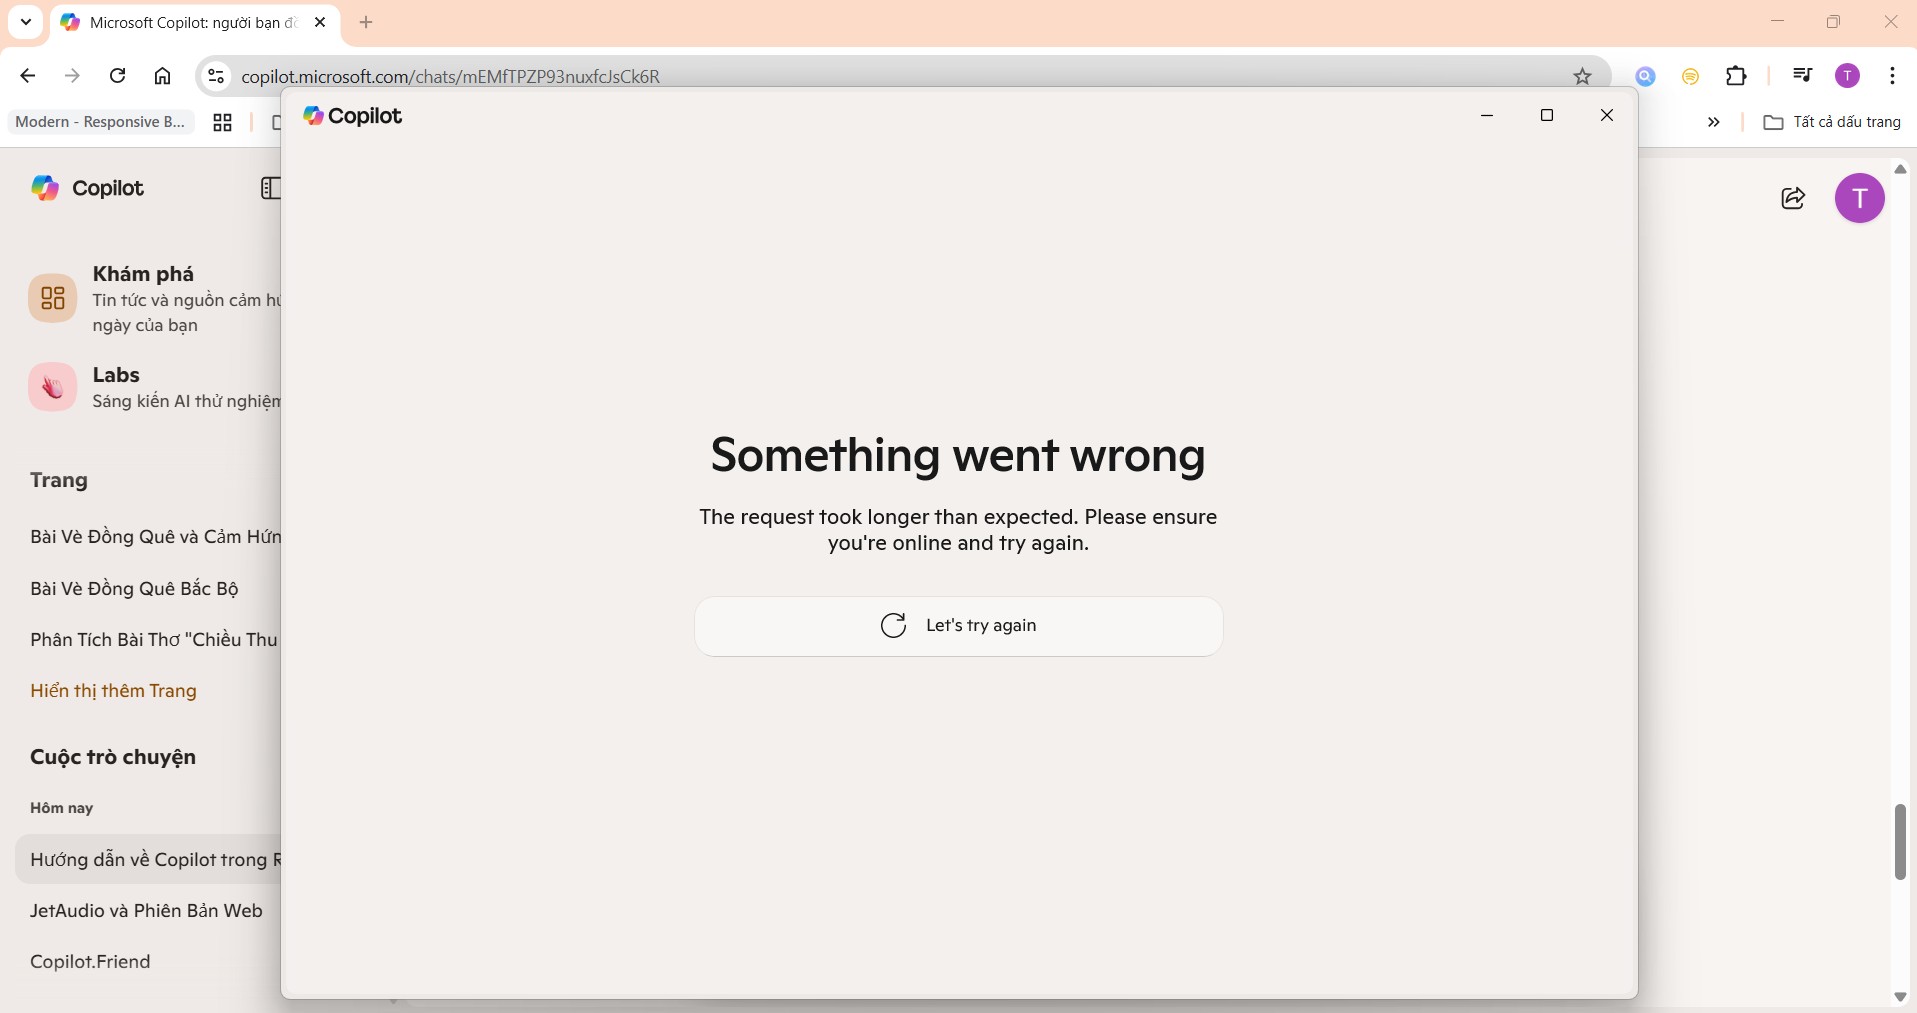 Microsoft Copilot: người bạn đồ
copilot.microsoft.com/chats/mEMfTPZP93nuxfcJsCk6R
T
Modern - Responsive B...
Tất cả dấu trang
Copilot
Copilot
T
Khám phá
Tin tức và nguồn cảm hứ
ngày của bạn
Labs
Sáng kiến AI thử nghiệm
Something went wrong
The request took longer than expected. Please ensure
you're online and try again.
Let's try again
Trang
Bài Vè Đồng Quê và Cảm Hứn
Bài Vè Đồng Quê Bắc Bộ
Phân Tích Bài Thơ "Chiều Thu
Hiển thị thêm Trang
Cuộc trò chuyện
Hôm nay
Hướng dẫn về Copilot trong R
JetAudio và Phiên Bản Web
Copilot.Friend